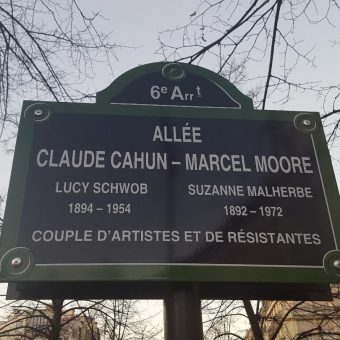 6e Arrt
ALLÉE
CLAUDE CAHUN – MARCEL MOORE
LUCY SCHWOB SUZANNE MALHERBE
1894 – 1954 1892 – 1972
COUPLE D'ARTISTES ET DE RÉSISTANTES